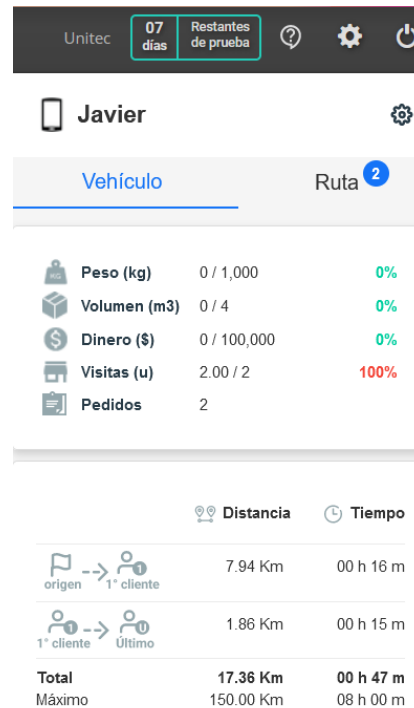 Unitec
07 días
Restantes de prueba
Javier
Vehículo
Ruta 2
Peso (kg) 0 / 1,000 0%
Volumen (m3) 0 / 4 0%
Dinero ($) 0 / 100,000 0%
Visitas (u) 2.00 / 2 100%
Pedidos 2
Distancia Tiempo
origen 1° cliente 7.94 Km 00 h 16 m
1° cliente Último 1.86 Km 00 h 15 m
Total 17.36 Km 00 h 47 m
Máximo 150.00 Km 08 h 00 m